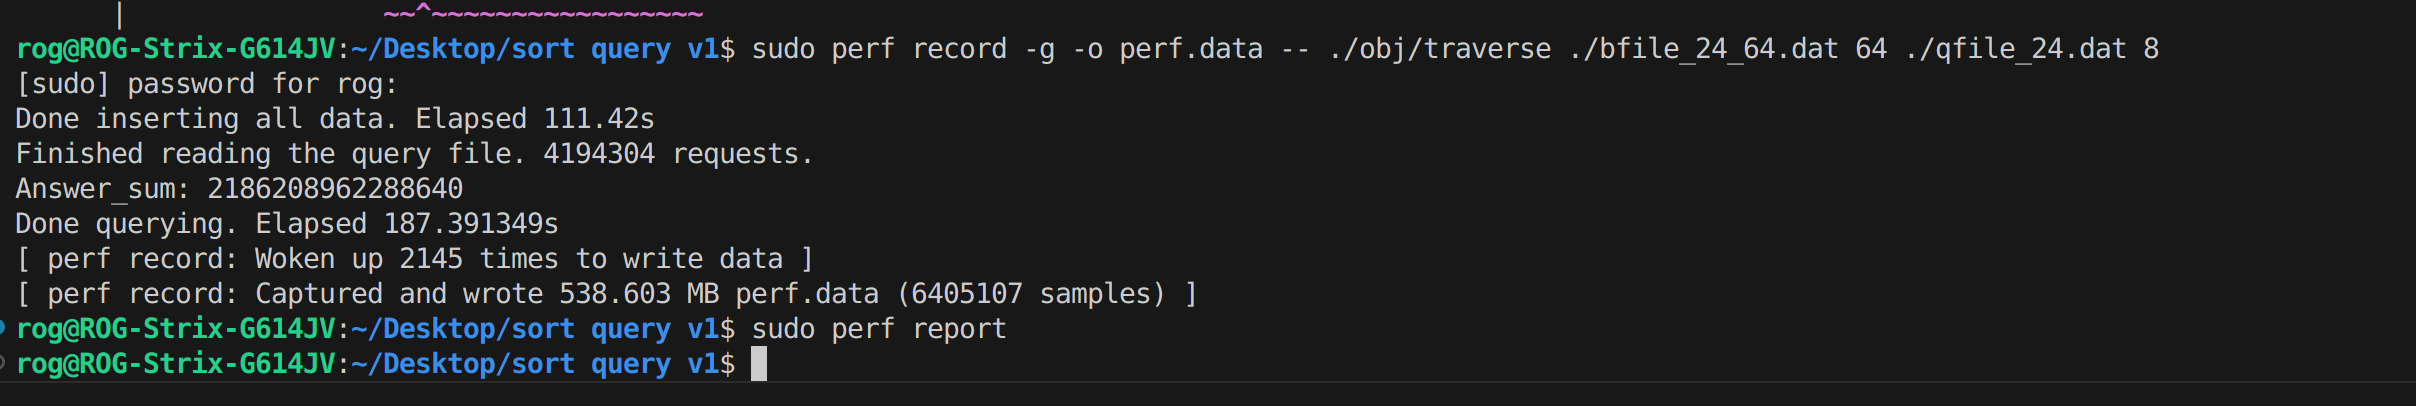 |                ~~^~~~~~~~~~~~~~~~~
rog@ROG-Strix-G614JV:~/Desktop/sort query v1$ sudo perf record -g -o perf.data -- ./obj/traverse ./bfile_24_64.dat 64 ./qfile_24.dat 8
[sudo] password for rog:
Done inserting all data. Elapsed 111.42s
Finished reading the query file. 4194304 requests.
Answer_sum: 2186208962288640
Done querying. Elapsed 187.391349s
[ perf record: Woken up 2145 times to write data ]
[ perf record: Captured and wrote 538.603 MB perf.data (6405107 samples) ]
rog@ROG-Strix-G614JV:~/Desktop/sort query v1$ sudo perf report
rog@ROG-Strix-G614JV:~/Desktop/sort query v1$